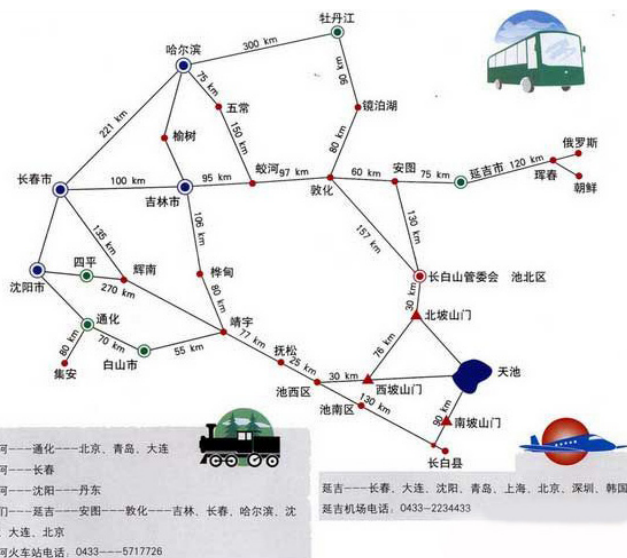 牡丹江
哈尔滨
300 km
90 km
75 km
五常
镜泊湖
221 km
榆树
150 km
80 km
俄罗斯
长春市
100 km
吉林市
95 km
蛟河
97 km
敦化
60 km
安图
75 km
延吉市
120 km
珲春
朝鲜
135 km
106 km
157 km
130 km
沈阳市
四平
辉南
270 km
桦甸
80 km
长白山管委会 池北区
30 km
北坡山门
通化
80 km
70 km
55 km
集安
白山市
靖宇
77 km
抚松
25 km
池西区
30 km
76 km
西坡山门
天池
池南区
130 km
90 km
南坡山门
长白县
河---通化---北京、青岛、大连
河---长春
河---沈阳---丹东
们---延吉---安图---敦化---吉林、长春、哈尔滨、沈
、大连、北京
河火车站电话：0433---5717726
延吉---长春、大连、沈阳、青岛、上海、北京、深圳、韩国
延吉机场电话：0433--2234433